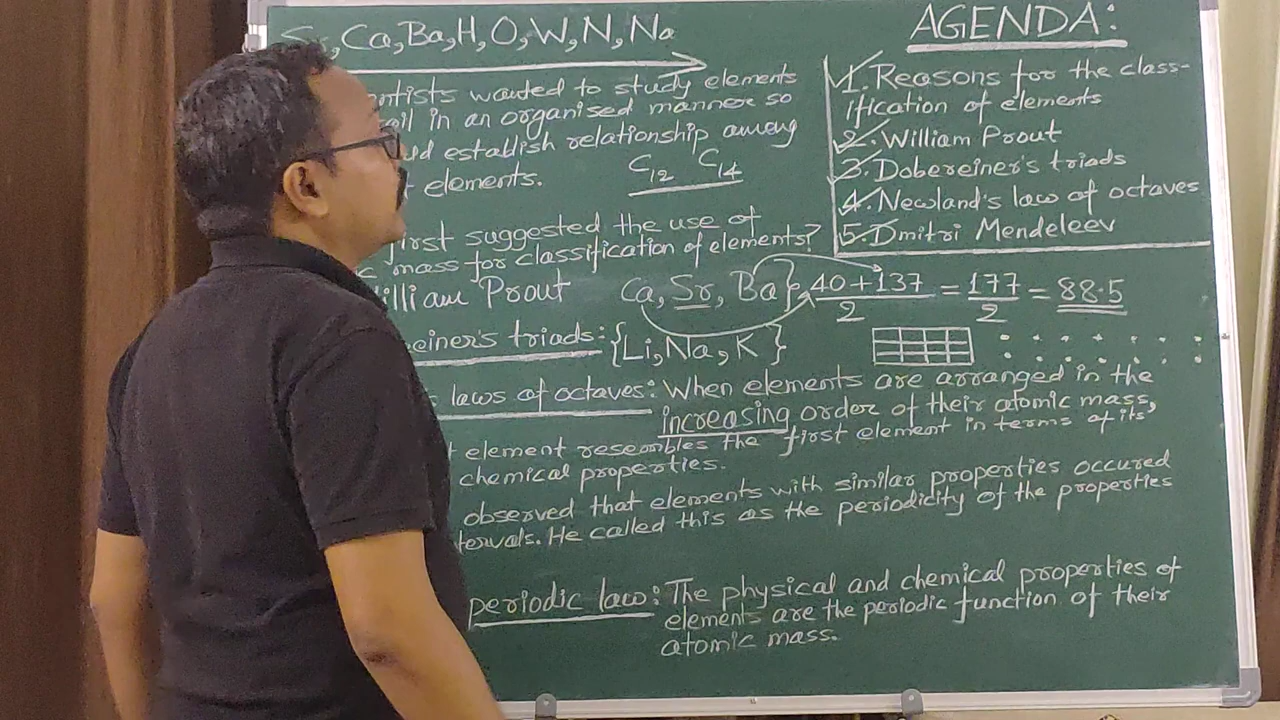 Sr, Ca, Ba, H, O, W, N, Na
AGENDA:
1. Reasons for the class-
ification of elements
2. William Prout
3. Dobereiner's triads
4. Newland's law of octaves
5. Dmitri Mendeleev
wanted to study elements
in an organised manner so
establish relationship among
elements.
C12 C14
first suggested the use of
mass for classification of elements?
William Prout
Ca, Sr, Ba} 40+137/2 = 177/2 = 88.5
triads: {Li, Na, K}
laws of octaves: When elements are arranged in the
increasing order of their atomic mass,
element resembles the first element in terms of its
chemical properties.
observed that elements with similar properties occured
He called this as the periodicity of the properties
periodic law: The physical and chemical properties of
elements are the periodic function of their
atomic mass.